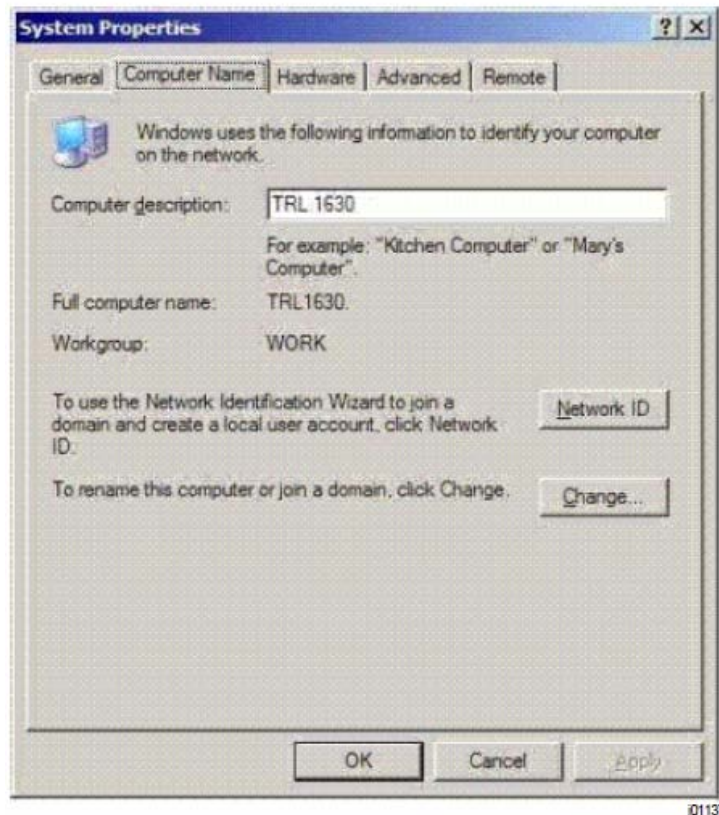 System Properties
General Computer Name Hardware Advanced Remote
Windows uses the following information to identify your computer
on the network.
Computer description: TRL 1630
For example: "Kitchen Computer" or "Mary's
Computer".
Full computer name: TRL1630.
Workgroup: WORK
To use the Network Identification Wizard to join a
domain and create a local user account, click Network
ID.
Network ID
To rename this computer or join a domain, click Change.
Change...
OK Cancel Apply
i0113